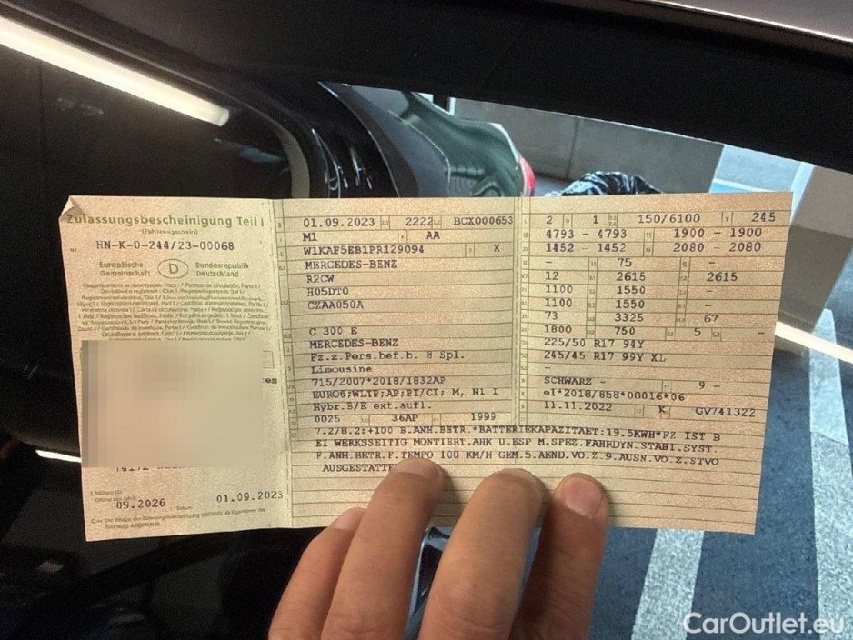 Zulassungsbescheinigung Teil I
(Fahrzeugschein)
HN-K-0-244/23-00068
Europäische Gemeinschaft D Bundesrepublik Deutschland
09.2026 01.09.2023
01.09.2023 2222 BCX000653
M1 AA
W1KAF5EB1PR129094 X
MERCEDES-BENZ
R2CW
H05DT0
CZAA050A
C 300 E
MERCEDES-BENZ
Fz.z.Pers.bef.b. 8 Spl.
Limousine
715/2007*2018/1832AP
EURO6;WLTP;AP;PI/CI; M, N1 I
Hybr.B/E ext.aufl.
0025 36AP 1999
2 1 150/6100 245
4793 - 4793 1900 - 1900
1452 - 1452 2080 - 2080
- 75 -
12 2615 2615
1100 1550 -
1100 1550 -
73 3325 67
1800 750 5 -
225/50 R17 94Y
245/45 R17 99Y XL
-
SCHWARZ - 9 -
e1*2018/858*00016*06
11.11.2022 K GV/41322
7.2/8.2:+100 B.ANH.BETR.*BATTERIEKAPAZITAET:19.5KWH*FZ IST B
EI WERKSSEITIG MONTIERT.AHK U.ESP M.SPEZ.FAHRDYN.STABI.SYST.
F.ANH.BETR.F.TEMPO 100 KM/H GEM.5.AEND.VO.Z.9.AUSN.VO.Z.STVO
AUSGESTATTE
CarOutlet.eu